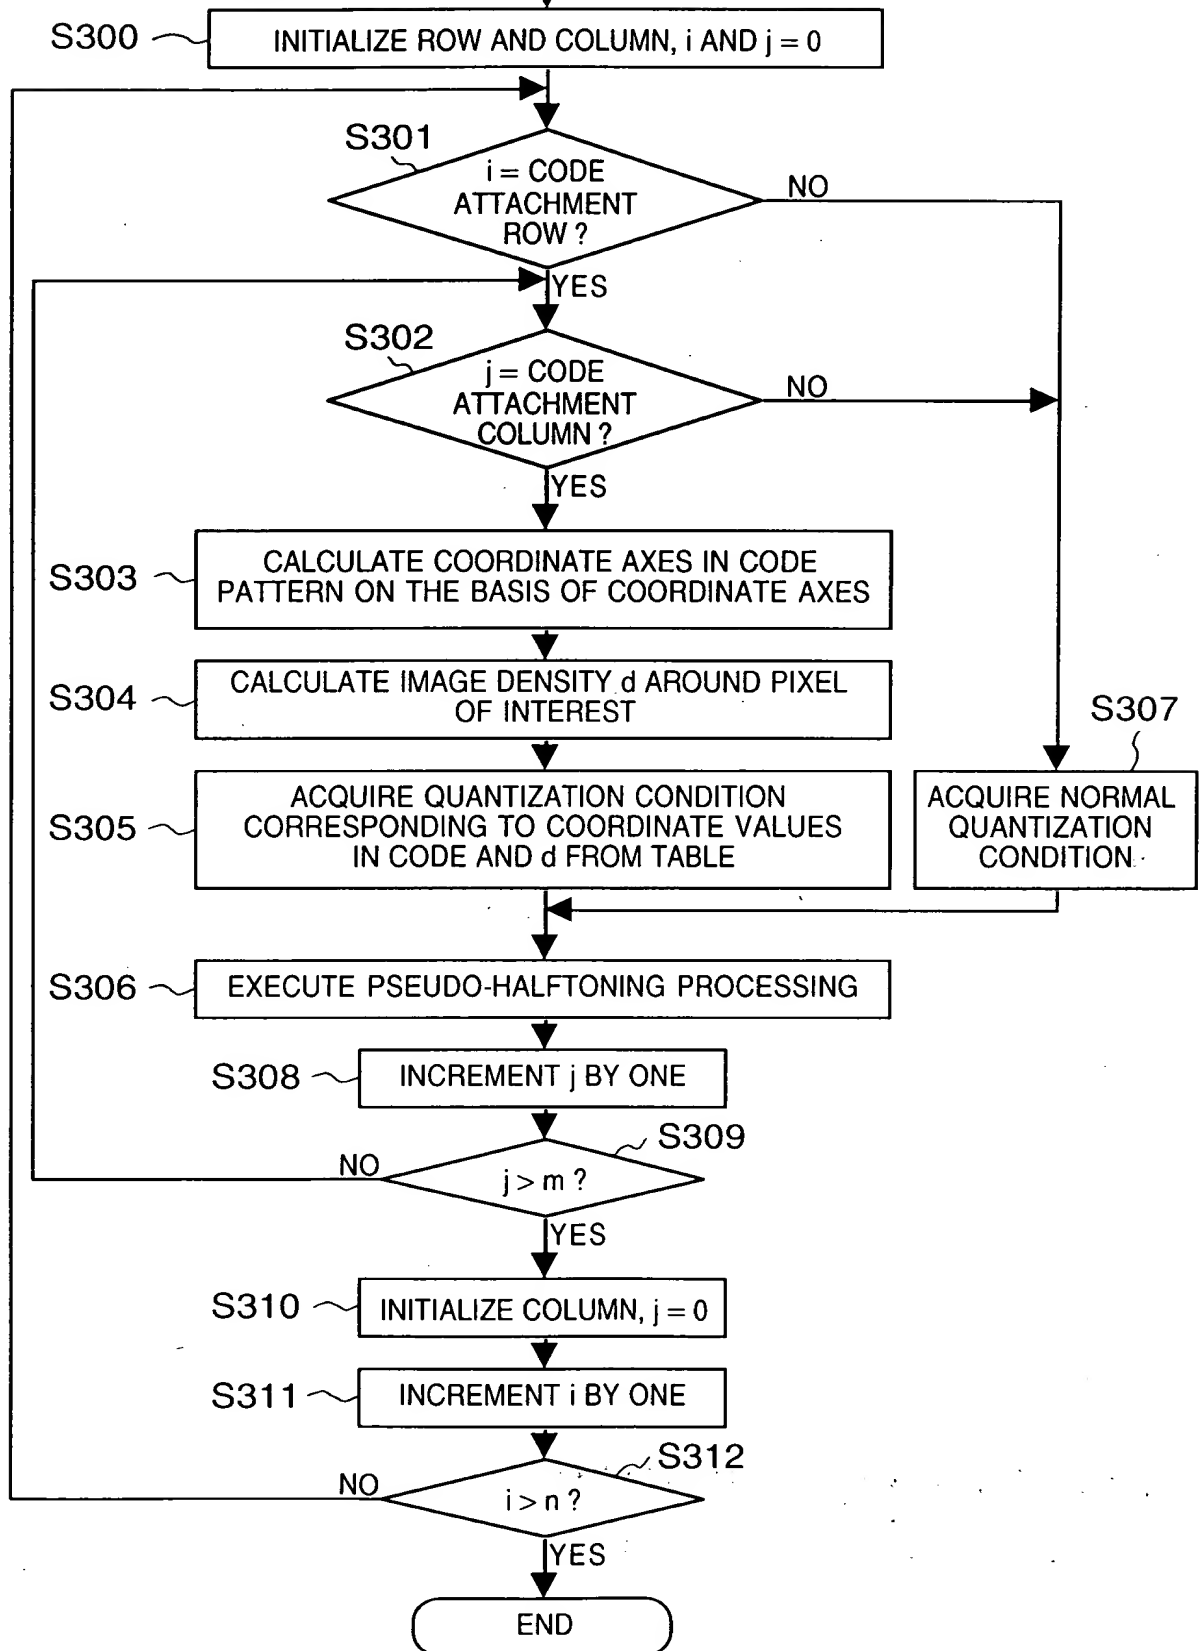 S300
INITIALIZE ROW AND COLUMN, i AND j = 0
S301
i = CODE
ATTACHMENT
ROW ?
NO
YES
S302
j = CODE
ATTACHMENT
COLUMN ?
NO
YES
S303
CALCULATE COORDINATE AXES IN CODE
PATTERN ON THE BASIS OF COORDINATE AXES
S304
CALCULATE IMAGE DENSITY d AROUND PIXEL
OF INTEREST
S307
S305
ACQUIRE QUANTIZATION CONDITION
CORRESPONDING TO COORDINATE VALUES
IN CODE AND d FROM TABLE
ACQUIRE NORMAL
QUANTIZATION
CONDITION
S306
EXECUTE PSEUDO-HALFTONING PROCESSING
S308
INCREMENT j BY ONE
S309
NO
j > m ?
YES
S310
INITIALIZE COLUMN, j = 0
S311
INCREMENT i BY ONE
S312
NO
i > n ?
YES
END